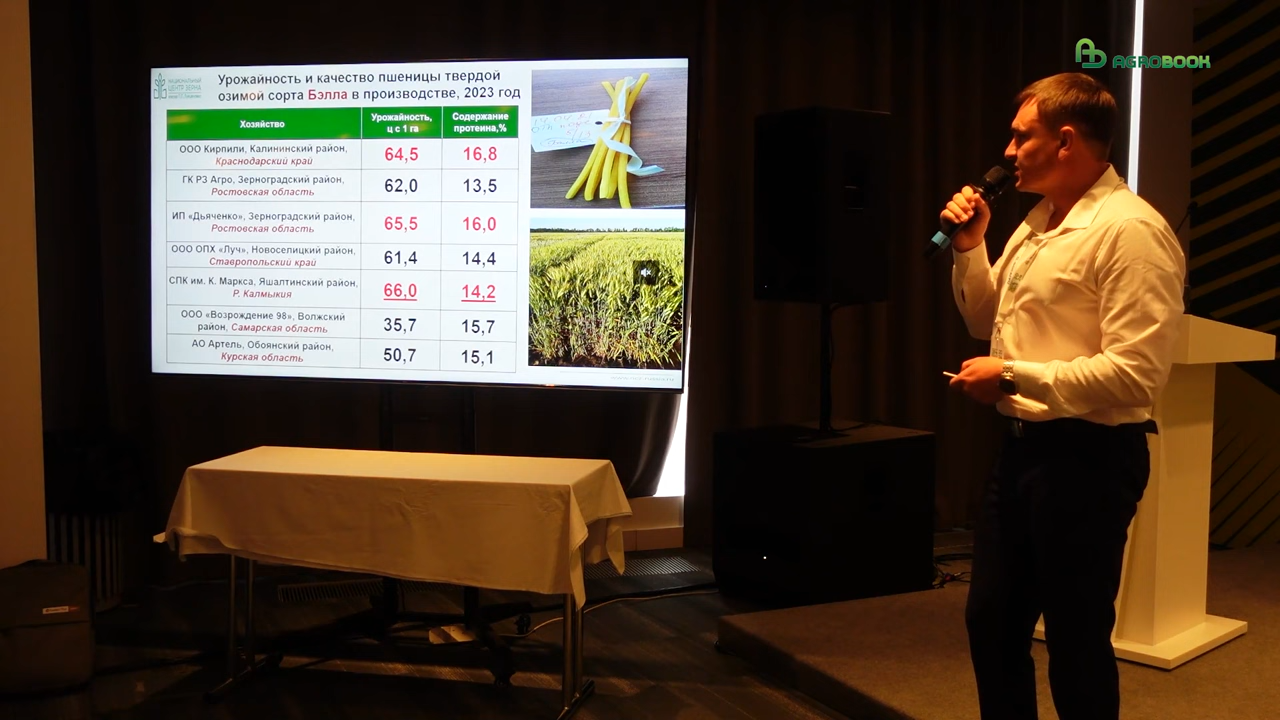 AGROBOOK
НАЦИОНАЛЬНЫЙ
ЦЕНТР ЗЕРНА
Урожайность и качество пшеницы твердой
озимой сорта Бэлла в производстве, 2023 год
Хозяйство
Урожайность,
ц с 1 га
Содержание
протеина,%
ООО Кирпили, Калининский район,
Краснодарский край
64,5
16,8
ГК РЗ Агро, Зерноградский район,
Ростовская область
62,0
13,5
ИП «Дьяченко», Зерноградский район,
Ростовская область
65,5
16,0
ООО ОПХ «Луч», Новоселицкий район,
Ставропольский край
61,4
14,4
СПК им. К. Маркса, Яшалтинский район,
Р. Калмыкия
66,0
14,2
ООО «Возрождение 98», Волжский
район, Самарская область
35,7
15,7
АО Артель, Обоянский район,
Курская область
50,7
15,1